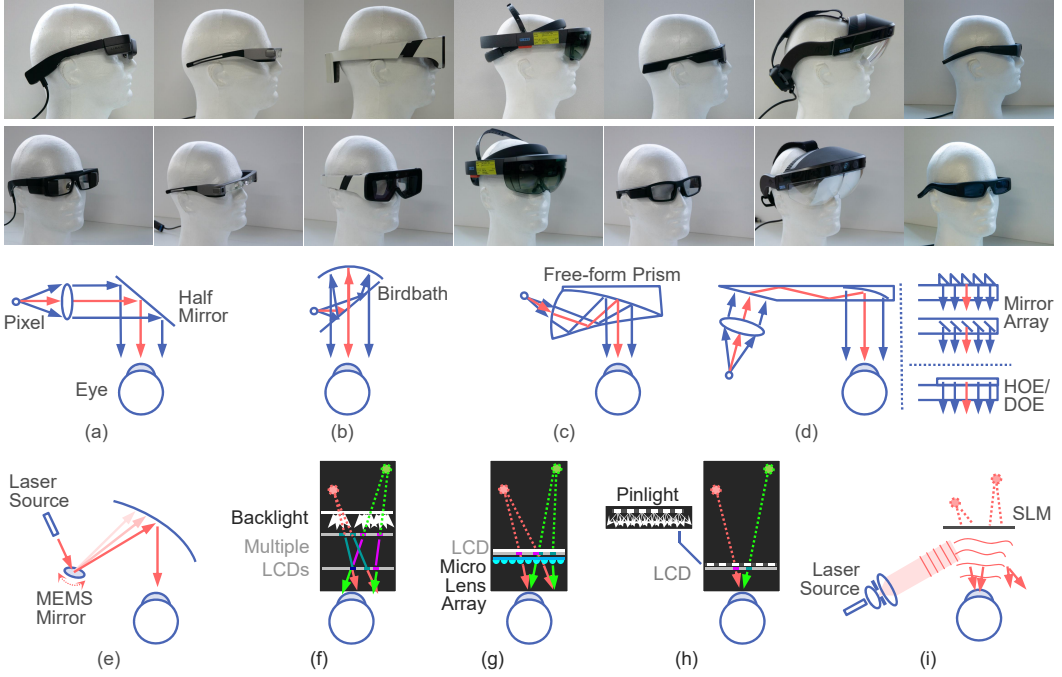 Pixel
Half
Mirror
Eye
(a)
Birdbath
(b)
Free-form Prism
(c)
(d)
Mirror
Array
HOE/
DOE
Laser
Source
MEMS
Mirror
(e)
Backlight
Multiple
LCDs
(f)
LCD
Micro
Lens
Array
(g)
Pinlight
LCD
(h)
SLM
Laser
Source
(i)